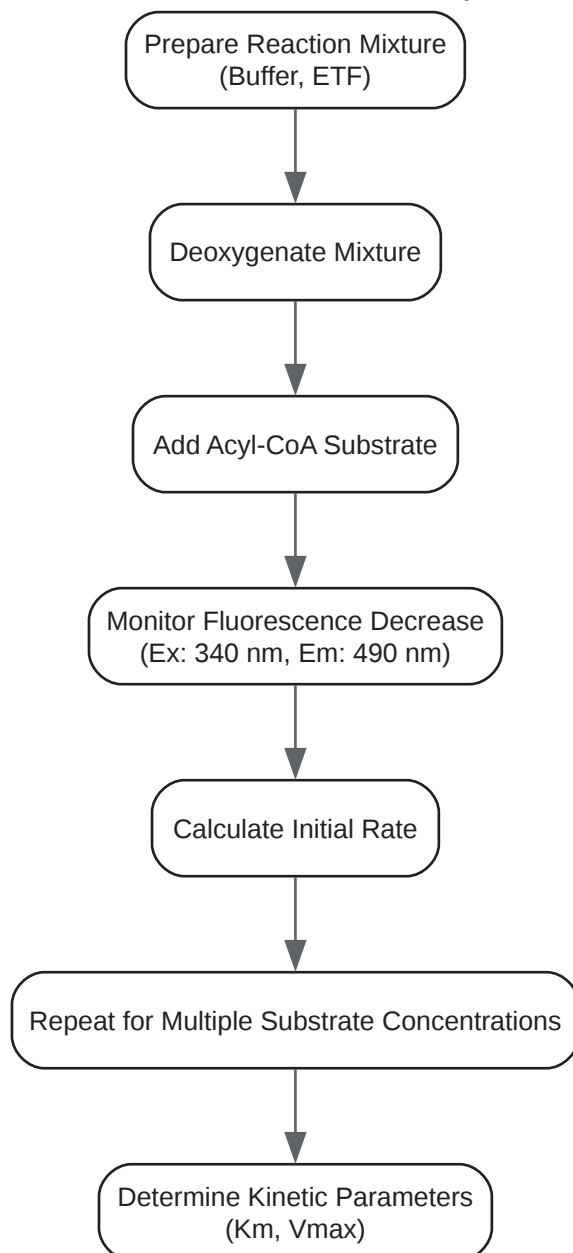 Prepare Reaction Mixture
(Buffer, ETF)
Deoxygenate Mixture
Add Acyl-CoA Substrate
Monitor Fluorescence Decrease
(Ex: 340 nm, Em: 490 nm)
Calculate Initial Rate
Repeat for Multiple Substrate Concentrations
Determine Kinetic Parameters
(Km, Vmax)